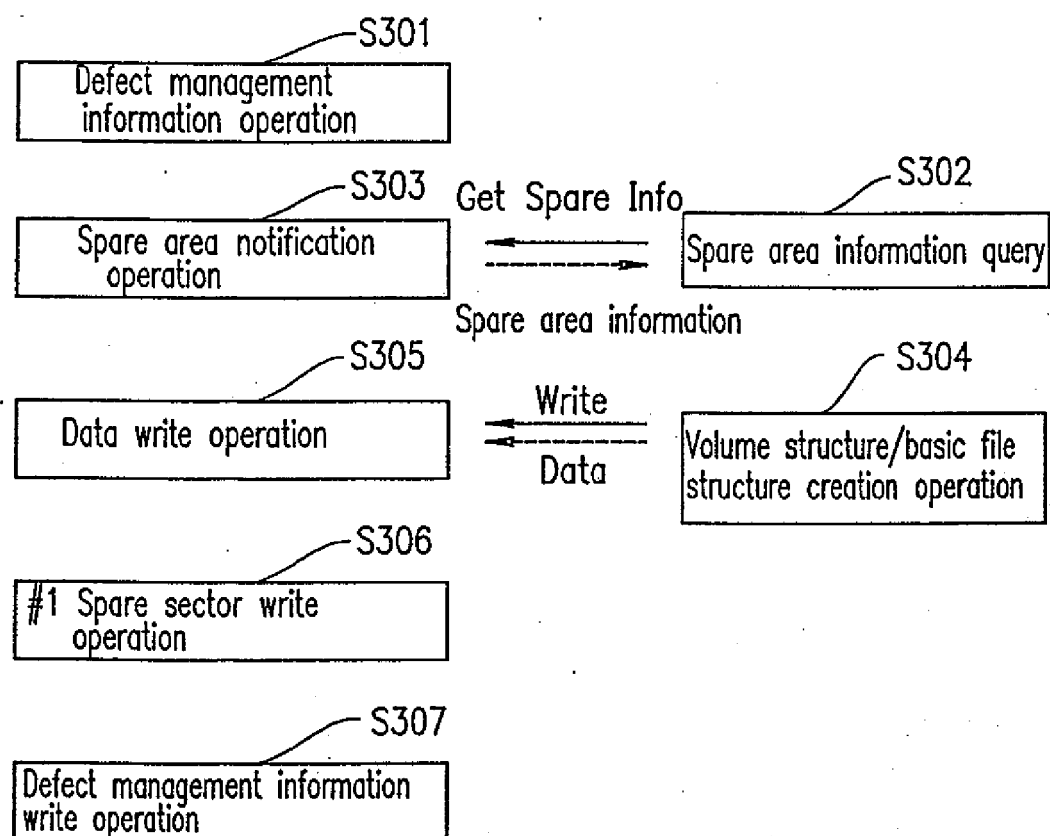 S301
Defect management
information operation
S303
Spare area notification
operation
Get Spare Info
Spare area information
S302
Spare area information query
S305
Data write operation
Write
Data
S304
Volume structure/basic file
structure creation operation
S306
#1 Spare sector write
operation
S307
Defect management information
write operation